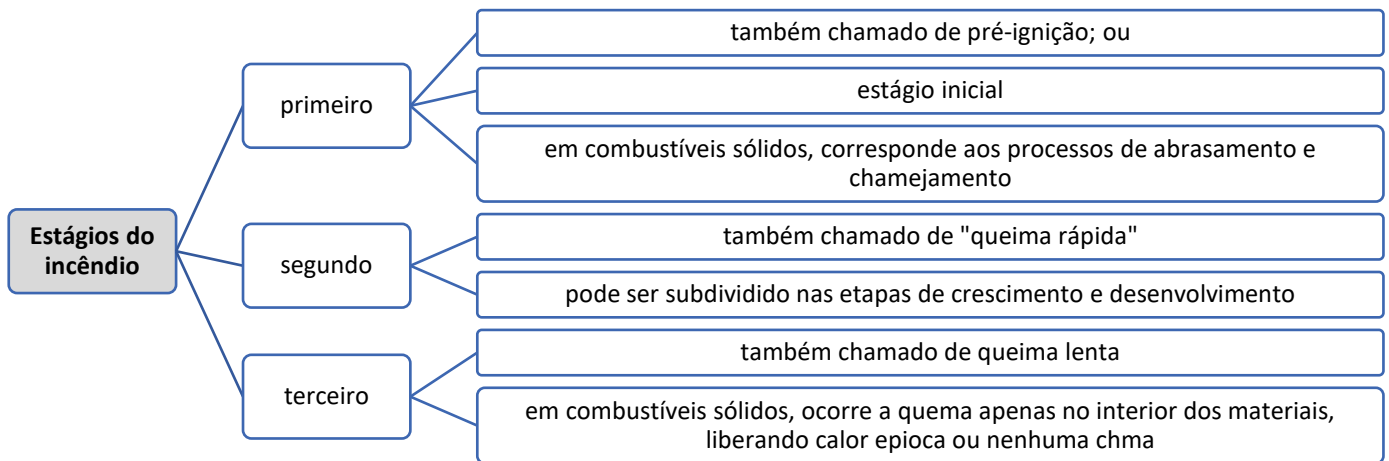 Estágios do
incêndio
primeiro
também chamado de pré-ignição; ou
estágio inicial
em combustíveis sólidos, corresponde aos processos de abrasamento e
chamejamento
segundo
também chamado de "queima rápida"
pode ser subdividido nas etapas de crescimento e desenvolvimento
terceiro
também chamado de queima lenta
em combustíveis sólidos, ocorre a quema apenas no interior dos materiais,
liberando calor epioca ou nenhuma chma